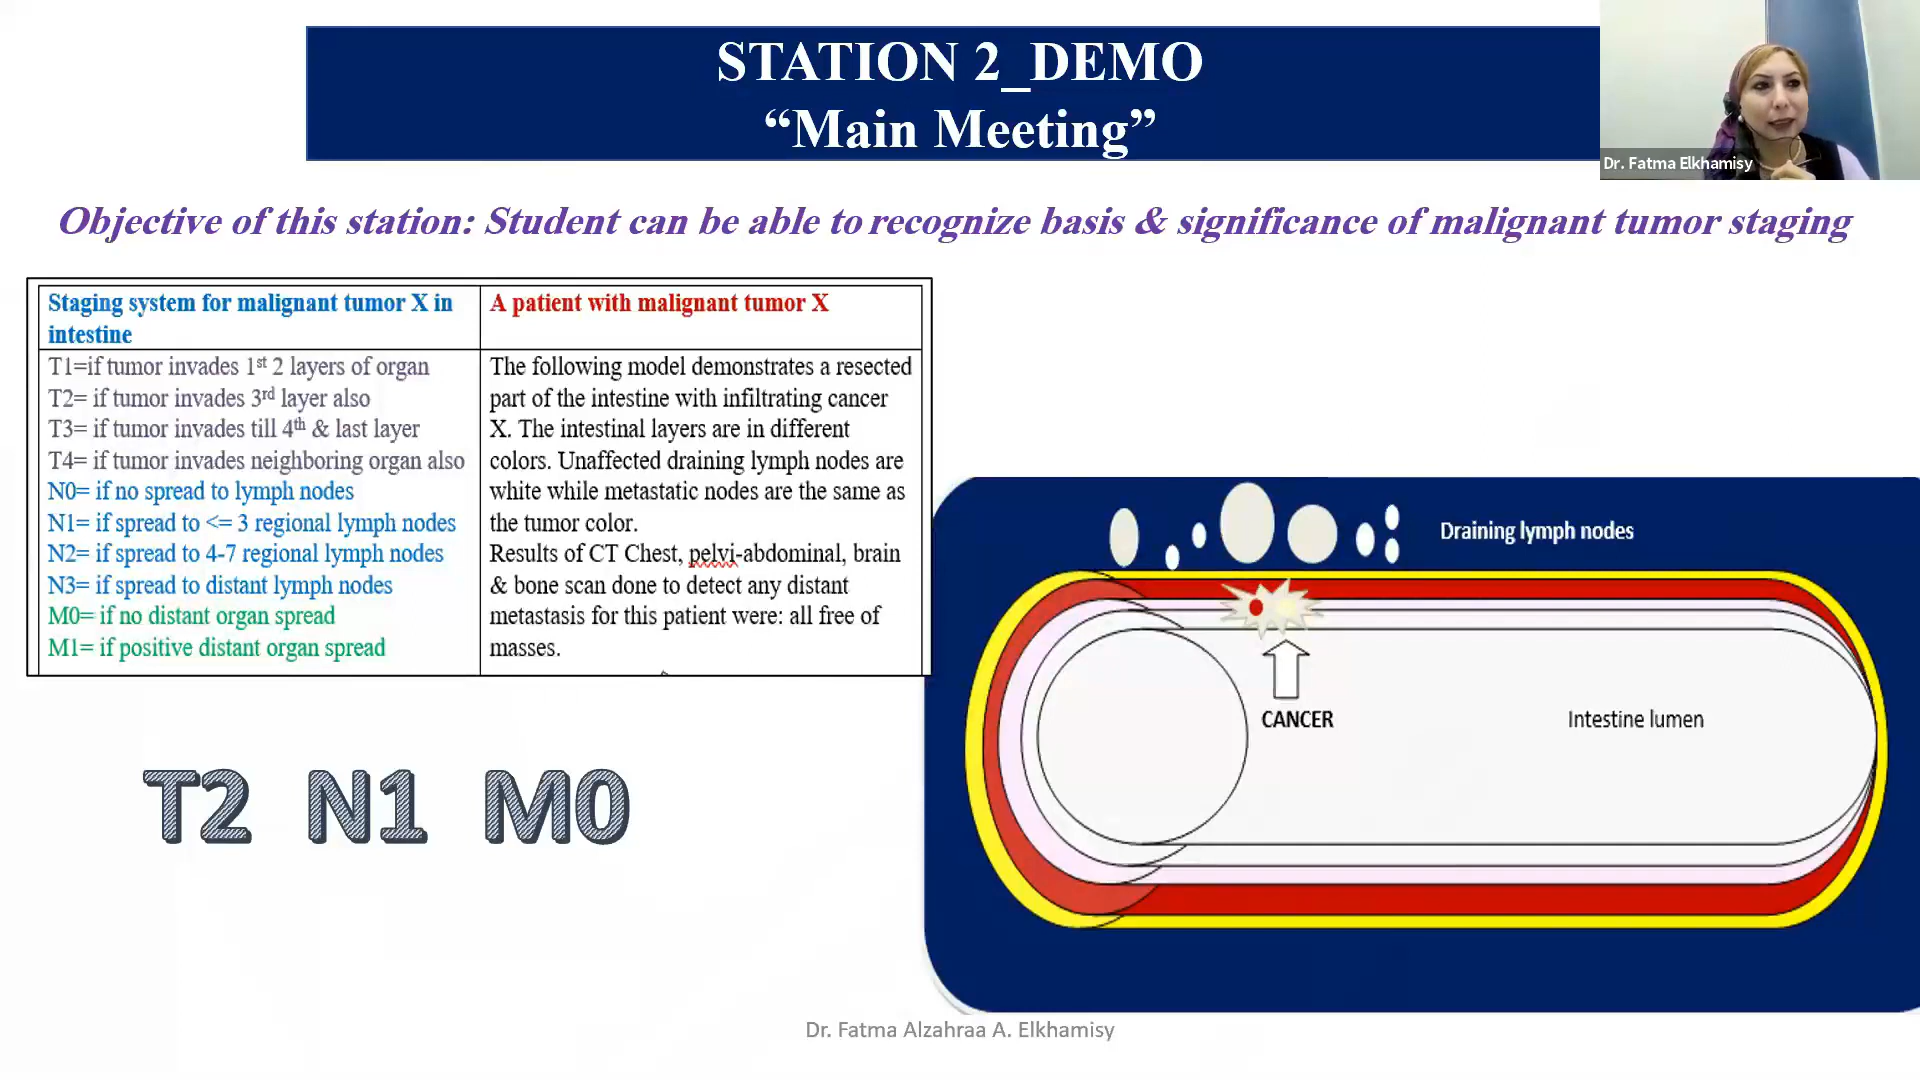 STATION 2_DEMO
“Main Meeting”
Dr. Fatma Elkhamisy
Objective of this station: Student can be able to recognize basis & significance of malignant tumor staging
Staging system for malignant tumor X in
intestine
T1=if tumor invades 1st 2 layers of organ
T2= if tumor invades 3rd layer also
T3= if tumor invades till 4th & last layer
T4= if tumor invades neighboring organ also
N0= if no spread to lymph nodes
N1= if spread to <= 3 regional lymph nodes
N2= if spread to 4-7 regional lymph nodes
N3= if spread to distant lymph nodes
M0= if no distant organ spread
M1= if positive distant organ spread
A patient with malignant tumor X
The following model demonstrates a resected
part of the intestine with infiltrating cancer
X. The intestinal layers are in different
colors. Unaffected draining lymph nodes are
white while metastatic nodes are the same as
the tumor color.
Results of CT Chest, pelvi-abdominal, brain
& bone scan done to detect any distant
metastasis for this patient were: all free of
masses.
Draining lymph nodes
CANCER
Intestine lumen
T2 N1 M0
Dr. Fatma Alzahraa A. Elkhamisy